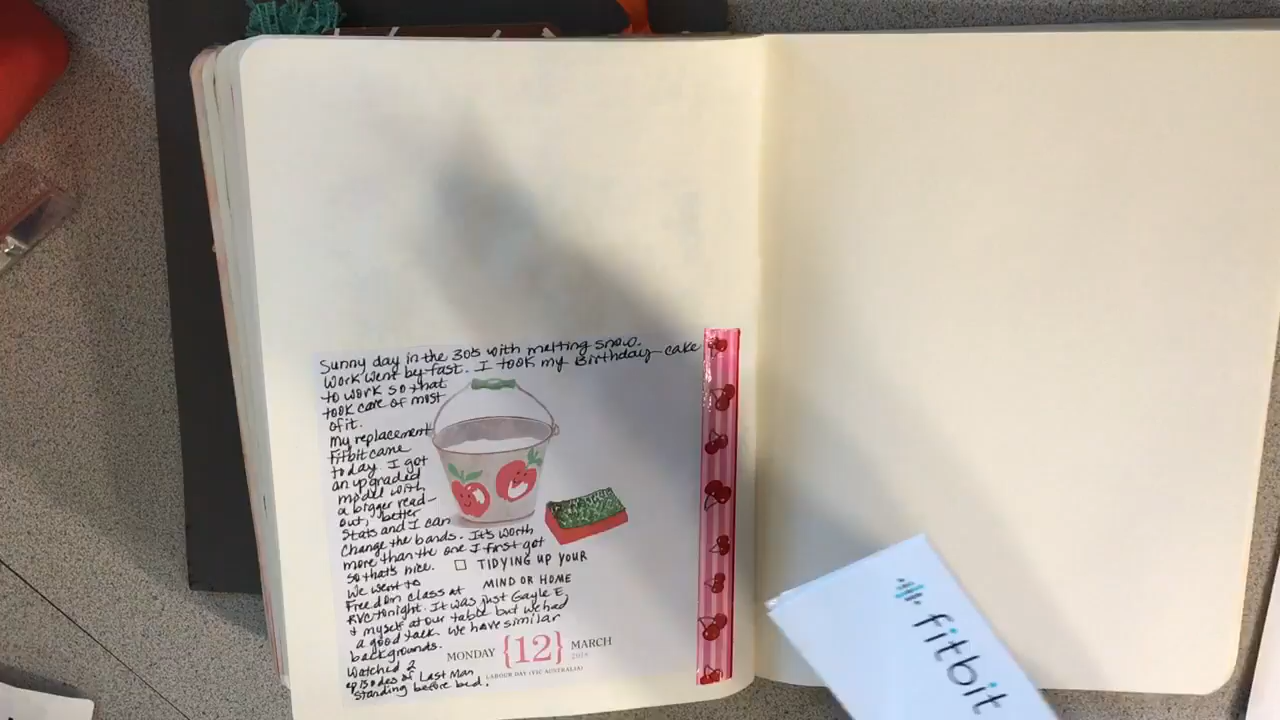 Sunny day in the 30s with melting snow.
Work went by fast. I took my Birthday cake
to work so that
took care of most
of it.
My replacement
Fitbit came
today. I got
an upgraded
model with
a bigger read-
out, better
stats and I can
change the bands. It's worth
more than the one I first got
so that's nice.
TIDYING UP YOUR
MIND OR HOME
We went to
Freedom class at
RVC tonight. It was just Gayle E.
+ myself at our table but we had
a good talk. We have similar
backgrounds.
MONDAY {12} MARCH
2018
LABOUR DAY (VIC AUSTRALIA)
Watched 2
episodes of Last Man
Standing before bed.
fitbit